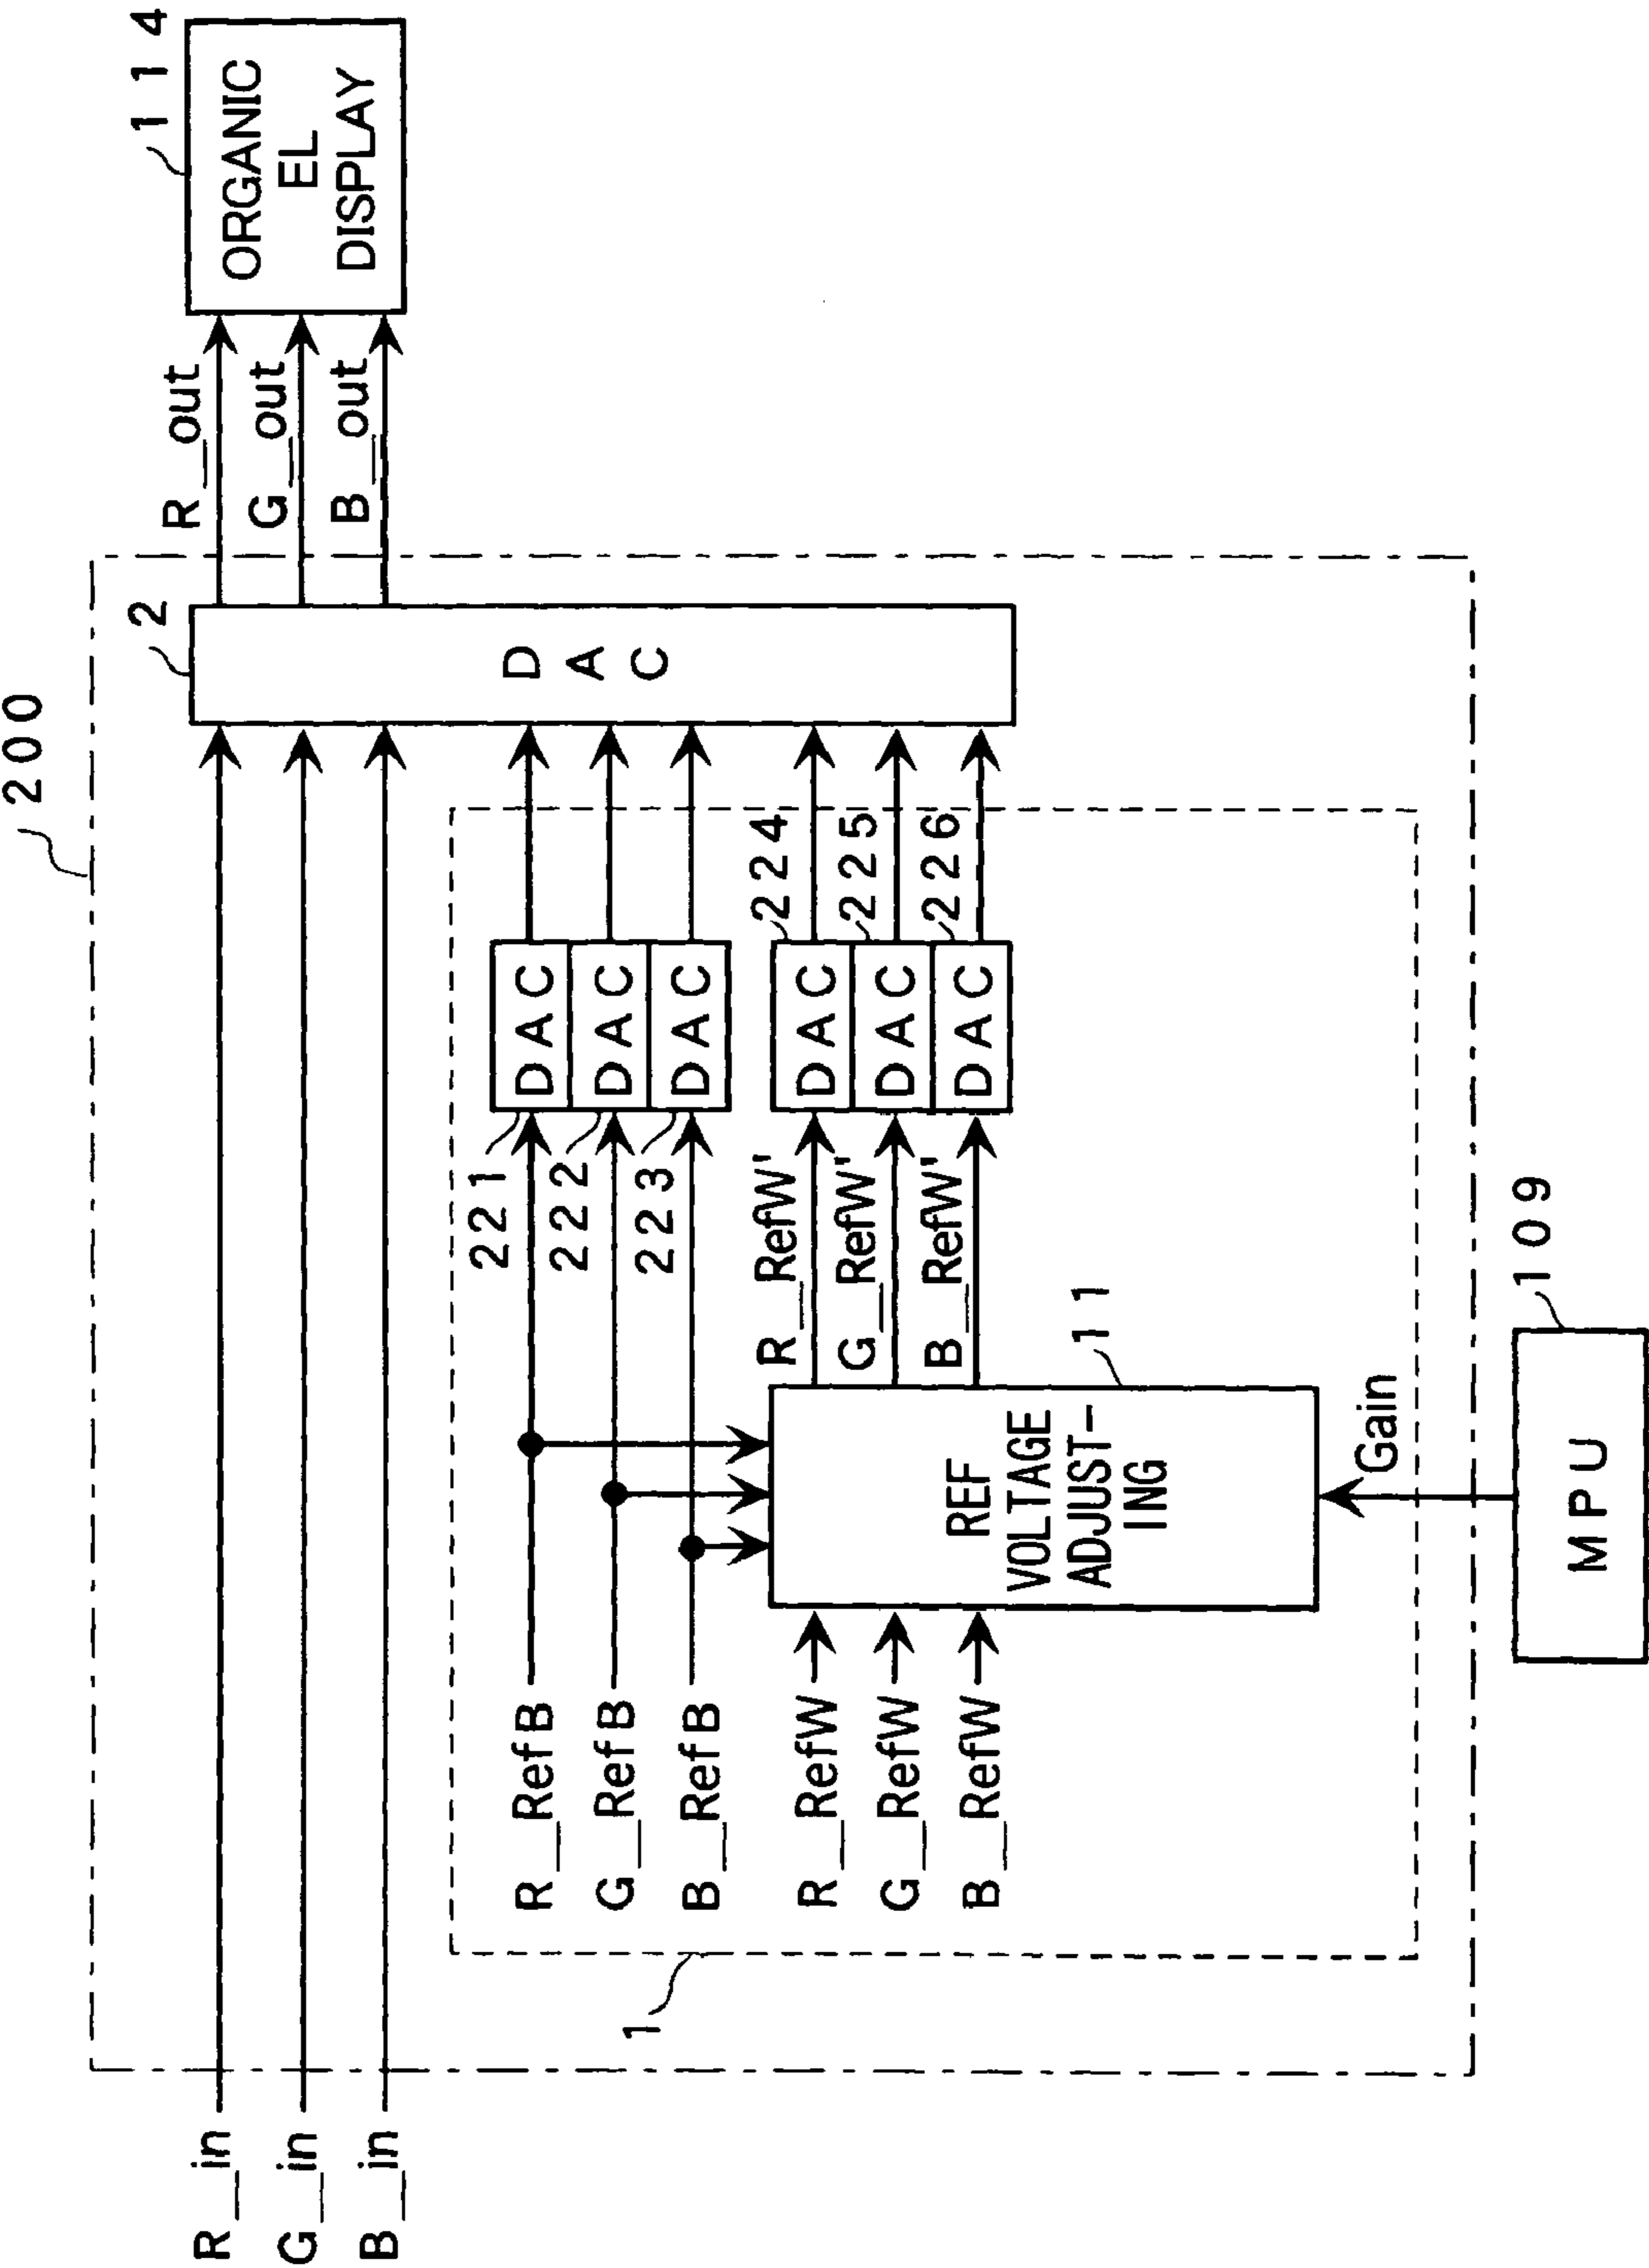 200
114
ORGANIC
EL
DISPLAY
R_out
G_out
B_out
2
DAC
R_in
G_in
B_in
1
R_RefB
G_RefB
B_RefB
221
222
223
DAC
DAC
DAC
R_RefW
G_RefW
B_RefW
REF
VOLTAGE
ADJUST-
ING
11
R_RefW'
G_RefW'
B_RefW'
224
225
226
DAC
DAC
DAC
Gain
MPU
109